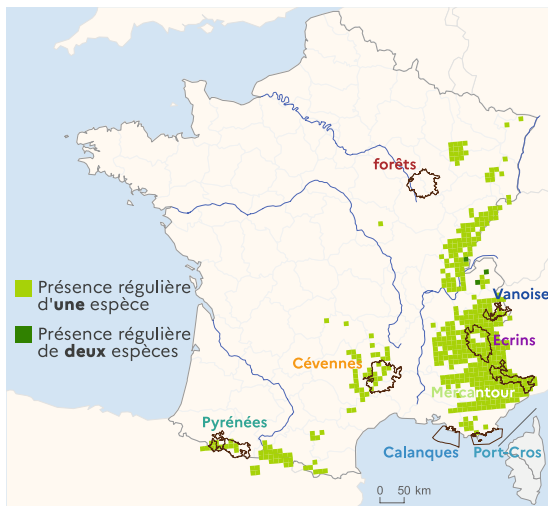 forêts
Présence régulière
d'une espèce
Présence régulière
de deux espèces
Vanoise
Ecrins
Cévennes
Mercantour
Pyrénées
Calanques
Port-Cros
0 50 km